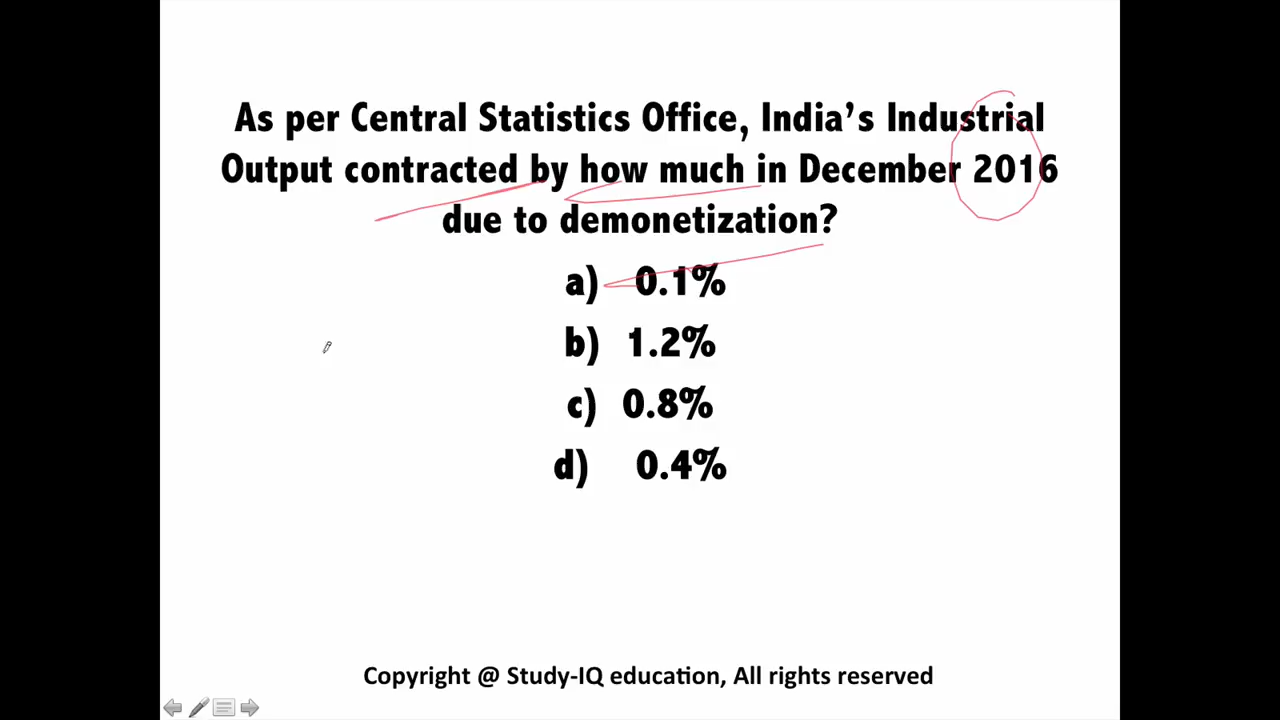 As per Central Statistics Office, India’s Industrial
Output contracted by how much in December 2016
due to demonetization?
a) 0.1%
b) 1.2%
c) 0.8%
d) 0.4%
Copyright @ Study-IQ education, All rights reserved